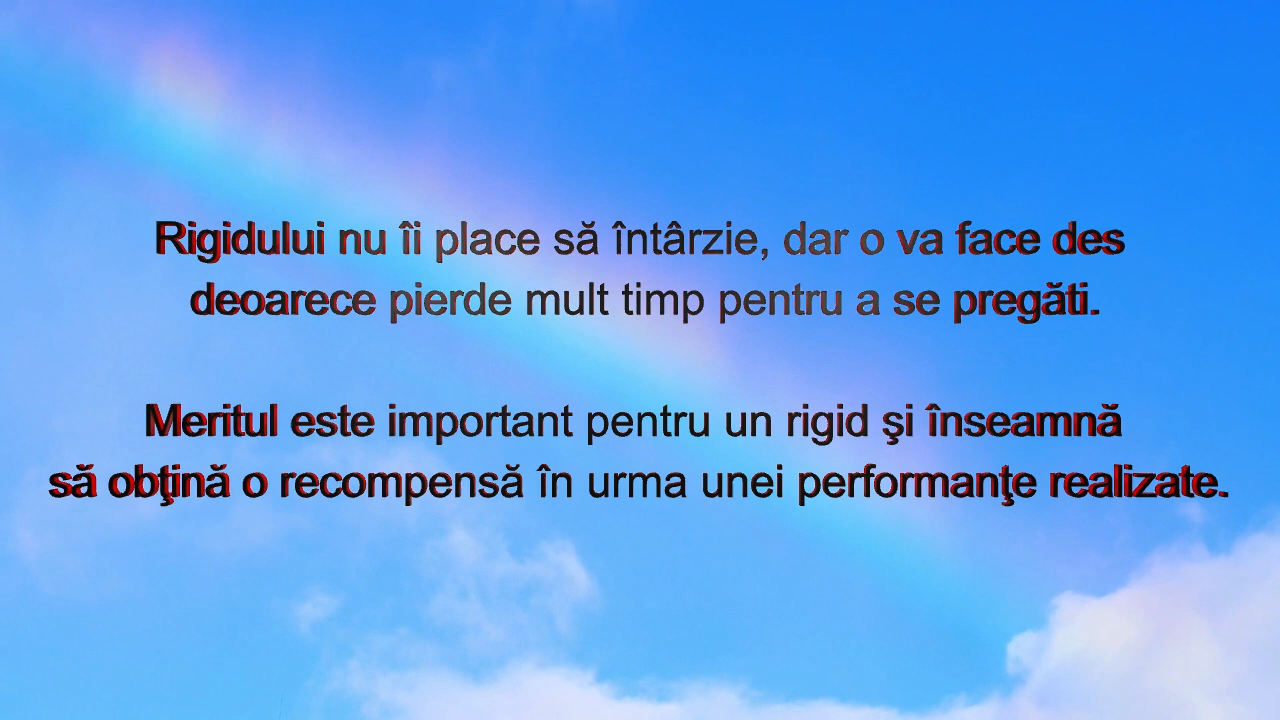 Rigidului nu îi place să întârzie, dar o va face des
deoarece pierde mult timp pentru a se pregăti.
Meritul este important pentru un rigid şi înseamnă
să obţină o recompensă în urma unei performanţe realizate.